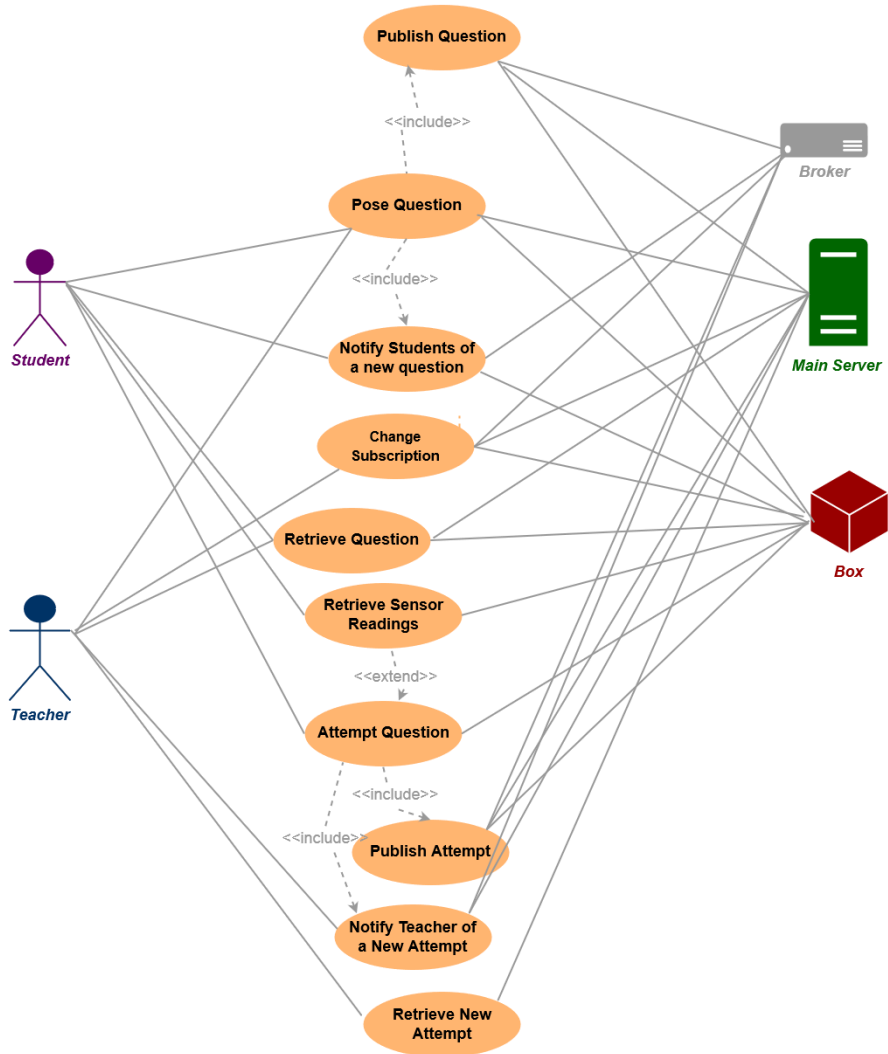 Publish Question
<<include>>
Broker
Pose Question
<<include>>
Student
Main Server
Notify Students of
a new question
Change
Subscription
Retrieve Question
Box
Retrieve Sensor
Readings
<<extend>>
Teacher
Attempt Question
<<include>>
<<include>>
Publish Attempt
Notify Teacher of
a New Attempt
Retrieve New
Attempt